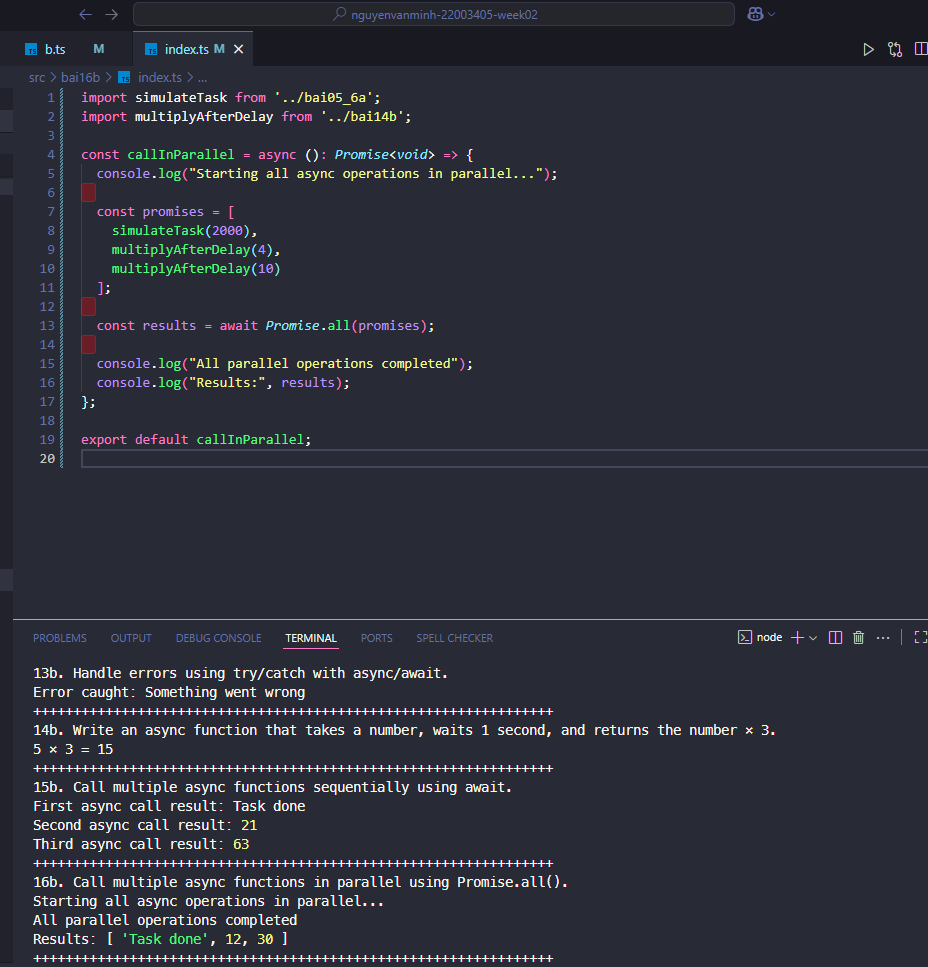 nguyenvanminh-22003405-week02
TS b.ts M
TS index.ts M
src > bai16b > TS index.ts > ...
1 import simulateTask from '../bai05_6a';
2 import multiplyAfterDelay from '../bai14b';
3
4 const callInParallel = async (): Promise<void> => {
5 console.log("Starting all async operations in parallel...");
6
7 const promises = [
8 simulateTask(2000),
9 multiplyAfterDelay(4),
10 multiplyAfterDelay(10)
11 ];
12
13 const results = await Promise.all(promises);
14
15 console.log("All parallel operations completed");
16 console.log("Results:", results);
17 };
18
19 export default callInParallel;
20
PROBLEMS OUTPUT DEBUG CONSOLE TERMINAL PORTS SPELL CHECKER node
13b. Handle errors using try/catch with async/await.
Error caught: Something went wrong
+++++++++++++++++++++++++++++++++++++++++++++++++++++++++++++++++
14b. Write an async function that takes a number, waits 1 second, and returns the number × 3.
5 × 3 = 15
+++++++++++++++++++++++++++++++++++++++++++++++++++++++++++++++++
15b. Call multiple async functions sequentially using await.
First async call result: Task done
Second async call result: 21
Third async call result: 63
+++++++++++++++++++++++++++++++++++++++++++++++++++++++++++++++++
16b. Call multiple async functions in parallel using Promise.all().
Starting all async operations in parallel...
All parallel operations completed
Results: [ 'Task done', 12, 30 ]
+++++++++++++++++++++++++++++++++++++++++++++++++++++++++++++++++